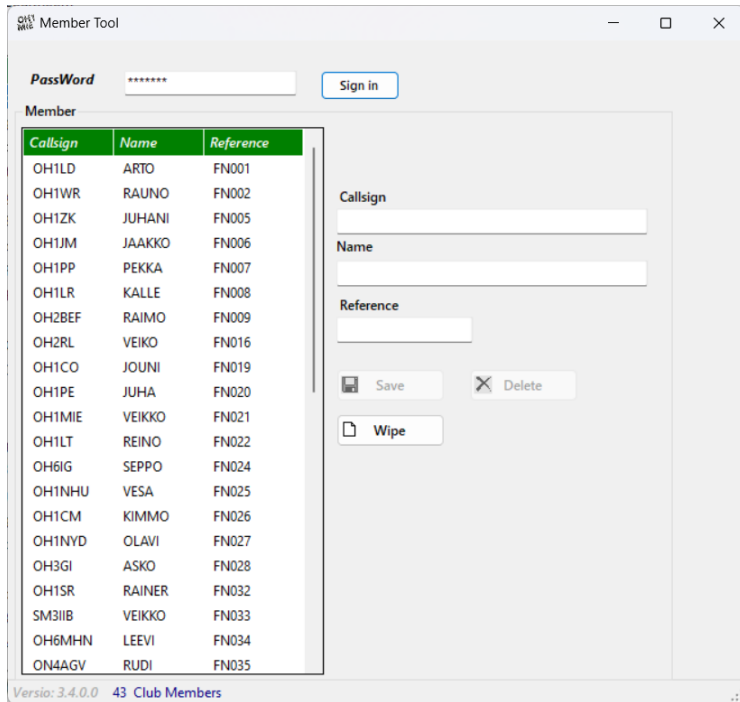 OH1 MIE Member Tool
PassWord ******* Sign in
Member
Callsign Name Reference
OH1LD ARTO FN001
OH1WR RAUNO FN002
OH1ZK JUHANI FN005
OH1JM JAAKKO FN006
OH1PP PEKKA FN007
OH1LR KALLE FN008
OH2BEF RAIMO FN009
OH2RL VEIKO FN016
OH1CO JOUNI FN019
OH1PE JUHA FN020
OH1MIE VEIKKO FN021
OH1LT REINO FN022
OH6IG SEPPO FN024
OH1NHU VESA FN025
OH1CM KIMMO FN026
OH1NYD OLAVI FN027
OH3GI ASKO FN028
OH1SR RAINER FN032
SM3IIB VEIKKO FN033
OH6MHN LEEVI FN034
ON4AGV RUDI FN035
Callsign
Name
Reference
Save Delete
Wipe
Versio: 3.4.0.0 43 Club Members